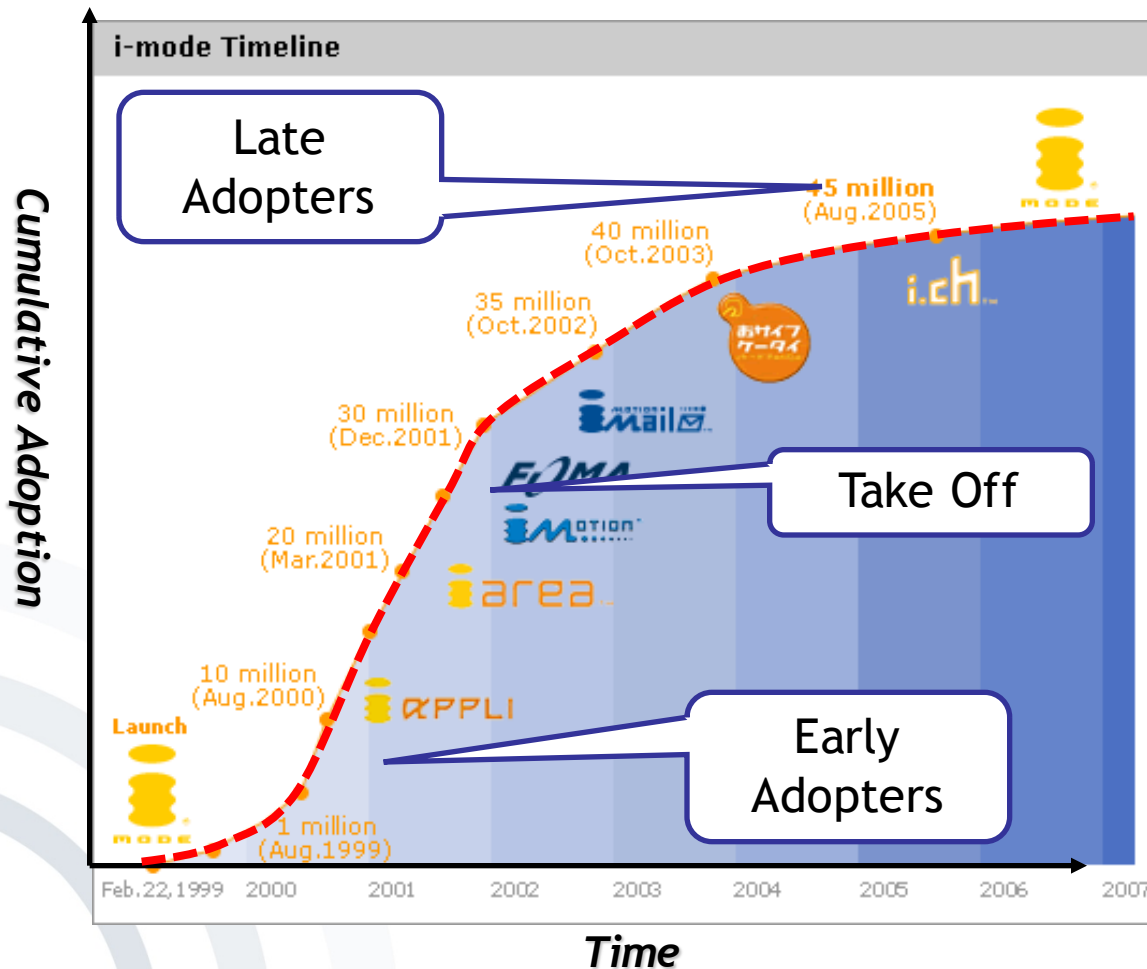 i-mode Timeline
Late
Adopters
45 million
(Aug.2005)
MODE
40 million
(Oct.2003)
i.ch
35 million
(Oct.2002)
おサイフ
ケータイ
30 million
(Dec.2001)
MOTION
mail
FOMA
Take Off
MOTION
20 million
(Mar.2001)
area
10 million
(Aug.2000)
αPPLI
Launch
Early
Adopters
MODE
1 million
(Aug.1999)
Feb.22,1999 2000 2001 2002 2003 2004 2005 2006 2007
Time
Cumulative Adoption